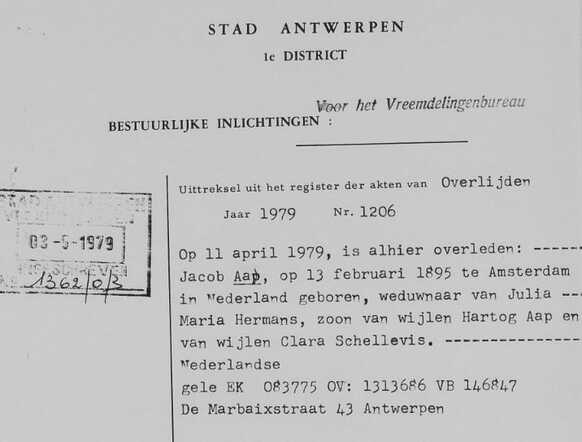 STAD ANTWERPEN
1e DISTRICT
Voor het Vreemdelingenbureau
BESTUURLIJKE INLICHTINGEN :
STAD ANTWERPEN
03-5-1979
INGESCHREVEN
1362/0/3
Uittreksel uit het register der akten van Overlijden
Jaar 1979 Nr. 1206
Op 11 april 1979, is alhier overleden: -----
Jacob Aap, op 13 februari 1895 te Amsterdam
in Nederland geboren, weduwnaar van Julia --
Maria Hermans, zoon van wijlen Hartog Aap en
van wijlen Clara Schellevis. ---------------
Nederlandse
gele EK 083775 OV: 1313686 VB 146847
De Marbaixstraat 43 Antwerpen